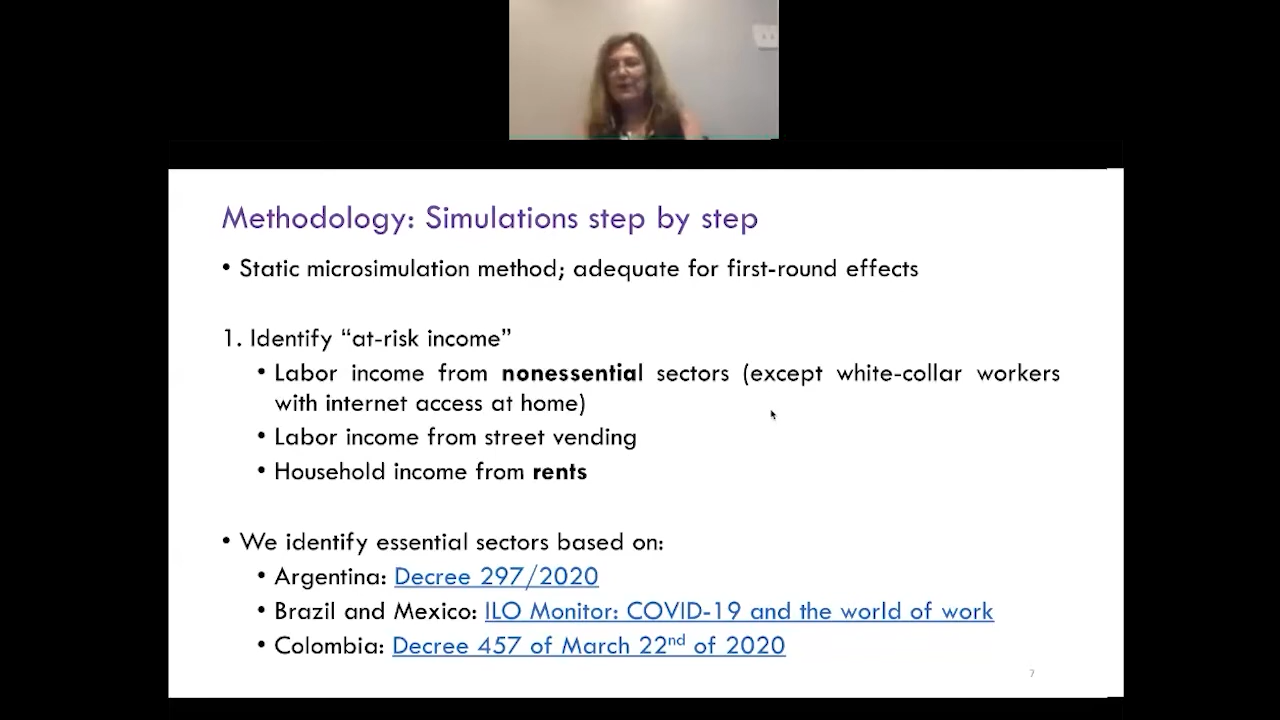 Methodology: Simulations step by step
• Static microsimulation method; adequate for first-round effects
1. Identify “at-risk income”
• Labor income from nonessential sectors (except white-collar workers
with internet access at home)
• Labor income from street vending
• Household income from rents
• We identify essential sectors based on:
• Argentina: Decree 297/2020
• Brazil and Mexico: ILO Monitor: COVID-19 and the world of work
• Colombia: Decree 457 of March 22nd of 2020
7